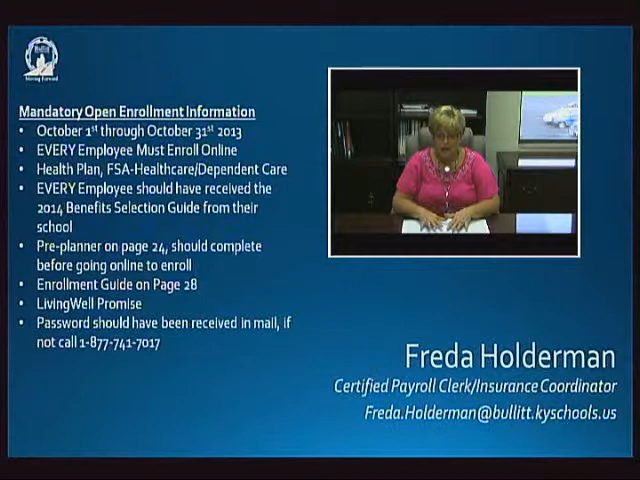 Bullitt
Moving Forward
Mandatory Open Enrollment Information
• October 1st through October 31st 2013
• EVERY Employee Must Enroll Online
• Health Plan, FSA-Healthcare/Dependent Care
• EVERY Employee should have received the
2014 Benefits Selection Guide from their
school
• Pre-planner on page 24, should complete
before going online to enroll
• Enrollment Guide on Page 28
• LivingWell Promise
• Password should have been received in mail, if
not call 1-877-741-7017
Freda Holderman
Certified Payroll Clerk/Insurance Coordinator
Freda.Holderman@bullitt.kyschools.us